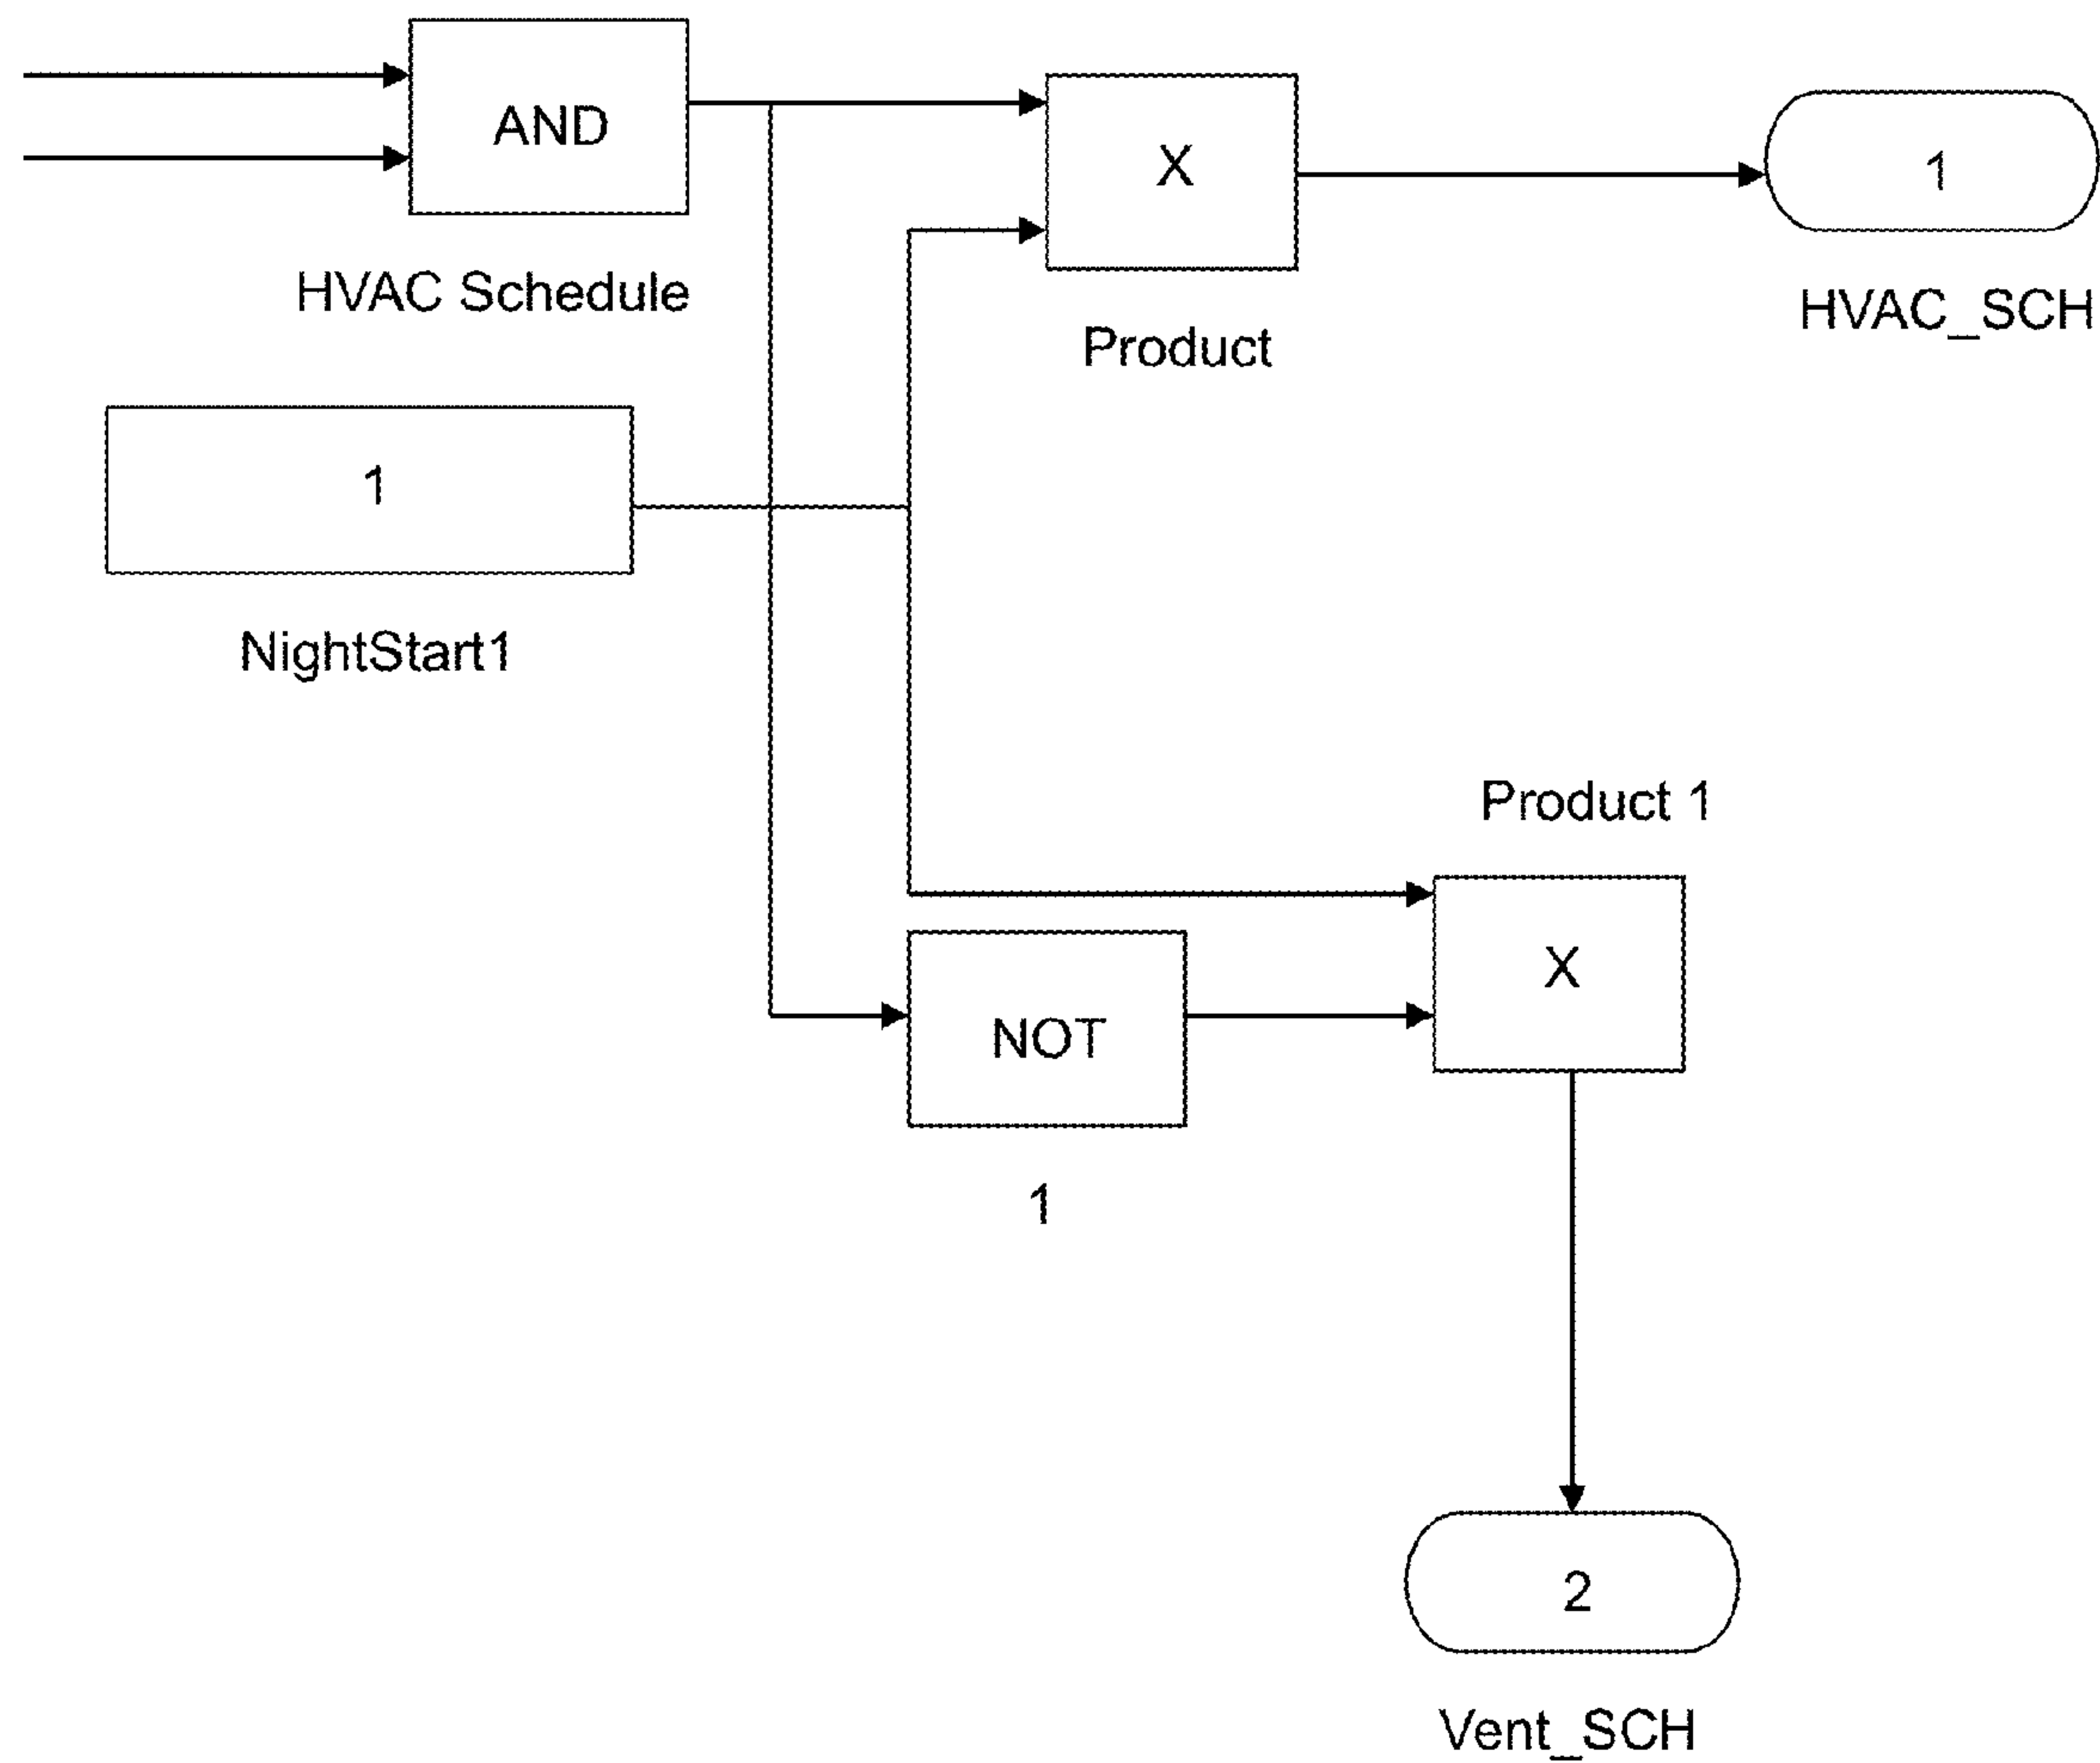 AND
X
1
HVAC Schedule
HVAC_SCH
Product
1
NightStart1
Product 1
X
NOT
1
2
Vent_SCH